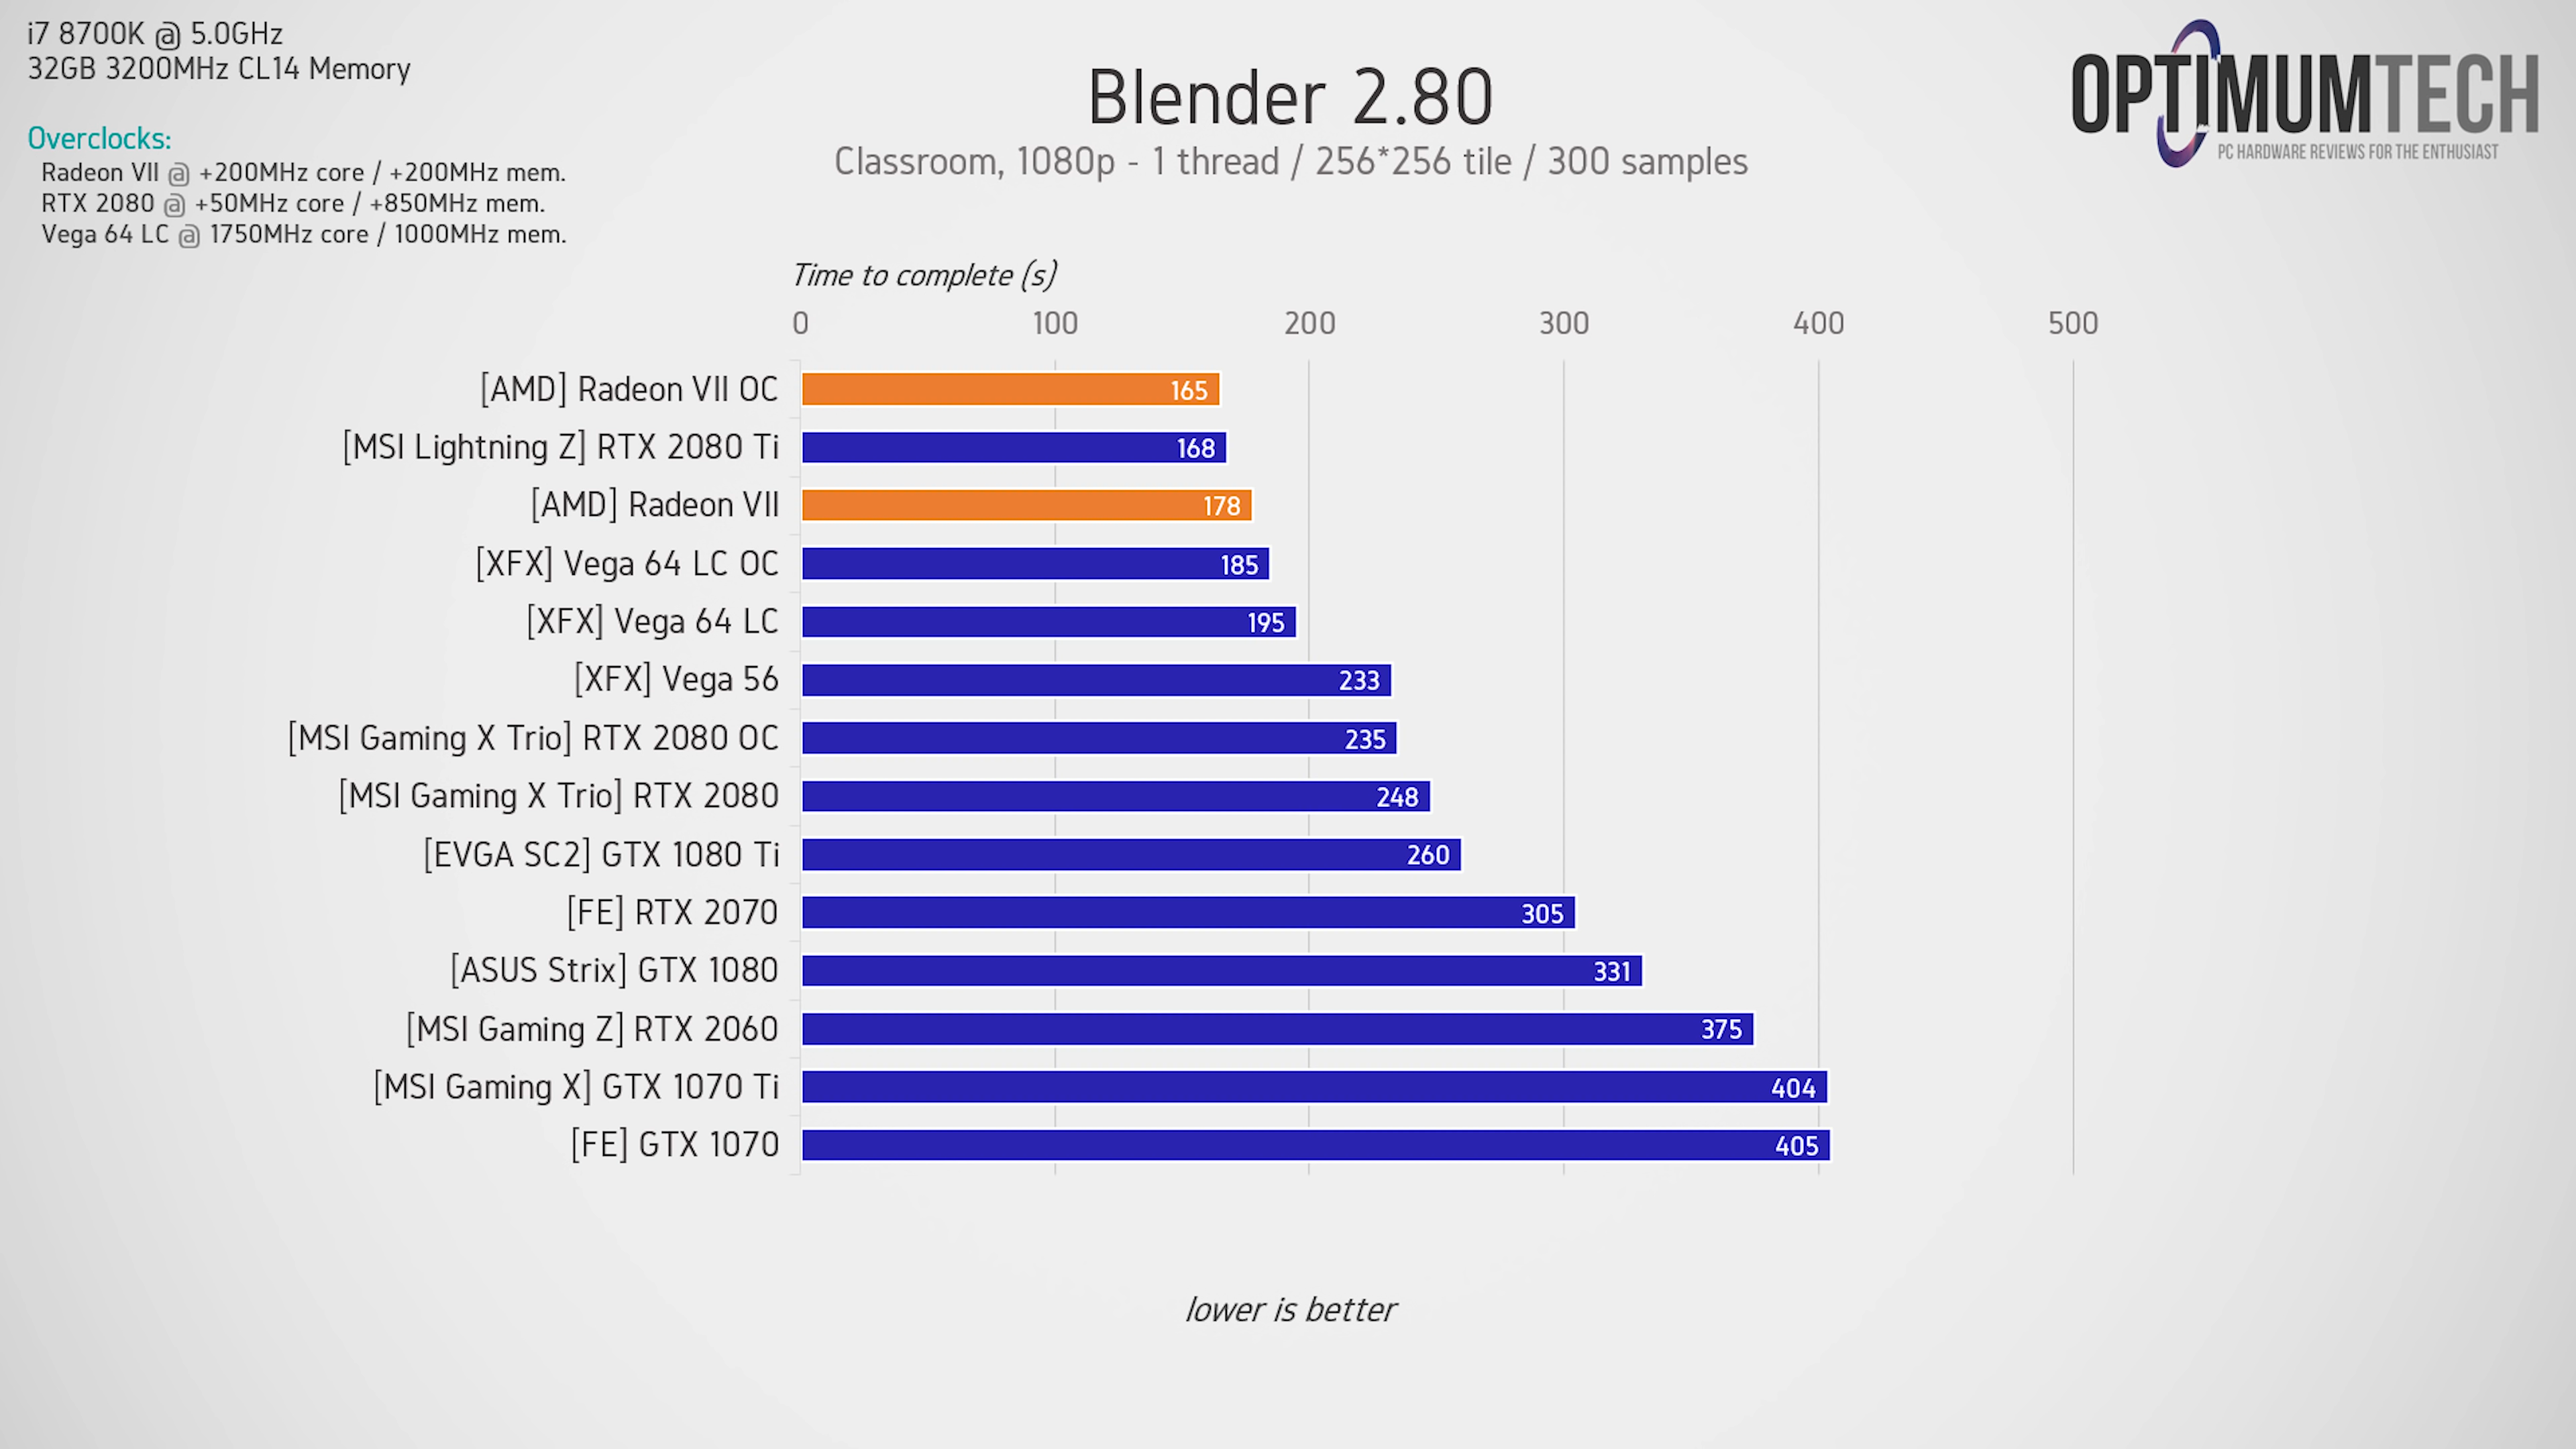 i7 8700K @ 5.0GHz
32GB 3200MHz CL14 Memory
Overclocks:
Radeon VII @ +200MHz core / +200MHz mem.
RTX 2080 @ +50MHz core / +850MHz mem.
Vega 64 LC @ 1750MHz core / 1000MHz mem.
Blender 2.80
Classroom, 1080p - 1 thread / 256*256 tile / 300 samples
OPTIMUMTECH
PC HARDWARE REVIEWS FOR THE ENTHUSIAST
Time to complete (s)
0 100 200 300 400 500
[AMD] Radeon VII OC 165
[MSI Lightning Z] RTX 2080 Ti 168
[AMD] Radeon VII 178
[XFX] Vega 64 LC OC 185
[XFX] Vega 64 LC 195
[XFX] Vega 56 233
[MSI Gaming X Trio] RTX 2080 OC 235
[MSI Gaming X Trio] RTX 2080 248
[EVGA SC2] GTX 1080 Ti 260
[FE] RTX 2070 305
[ASUS Strix] GTX 1080 331
[MSI Gaming Z] RTX 2060 375
[MSI Gaming X] GTX 1070 Ti 404
[FE] GTX 1070 405
lower is better